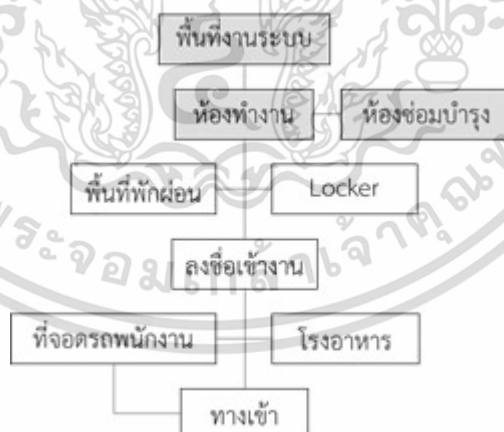 พื้นที่งานระบบ
ห้องทำงาน ห้องซ่อมบำรุง
พื้นที่พักผ่อน Locker
ลงชื่อเข้างาน
ที่จอดรถพนักงาน โรงอาหาร
ทางเข้า